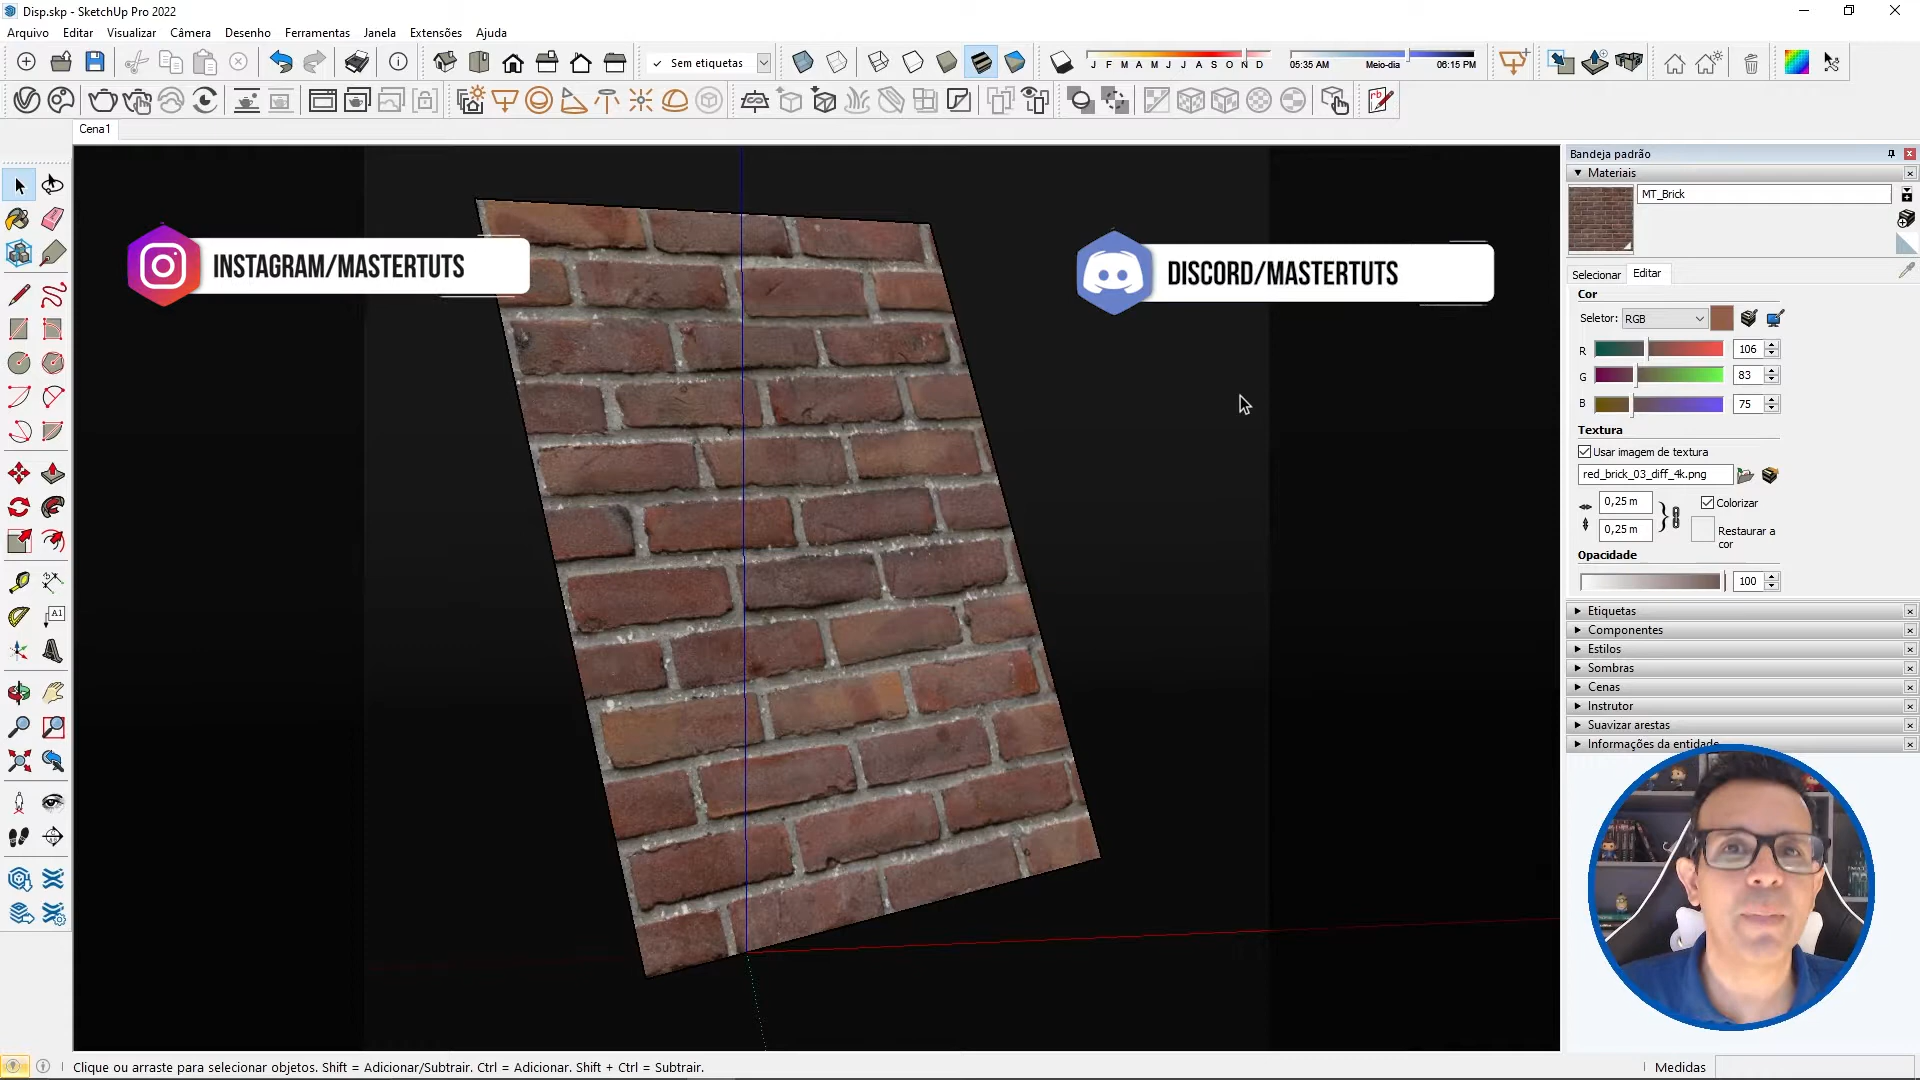 Disp.skp - SketchUp Pro 2022
Arquivo Editar Visualizar Câmera Desenho Ferramentas Janela Extensões Ajuda
Sem etiquetas
J F M A M J J A S O N D
05:35 AM Meio-dia 06:15 PM
Cena1
Bandeja padrão
Materiais
MT_Brick
INSTAGRAM/MASTERTUTS
DISCORD/MASTERTUTS
Selecionar Editar
Cor
Seletor: RGB
R 106
G 83
B 75
Textura
Usar imagem de textura
red_brick_03_diff_4k.png
0,25 m
Colorizar
0,25 m
Restaurar a cor
Opacidade
100
A1
Etiquetas
Componentes
Estilos
Sombras
Cenas
Instrutor
Suavizar arestas
Informações da entidade
Clique ou arraste para selecionar objetos. Shift = Adicionar/Subtrair. Ctrl = Adicionar. Shift + Ctrl = Subtrair.
Medidas